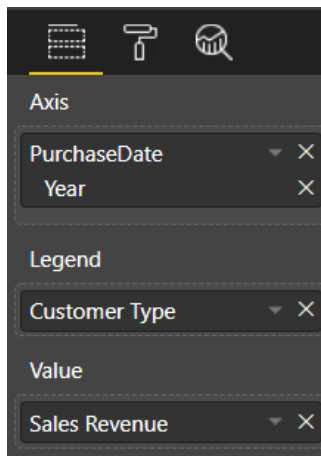 Axis
PurchaseDate
Year
Legend
Customer Type
Value
Sales Revenue